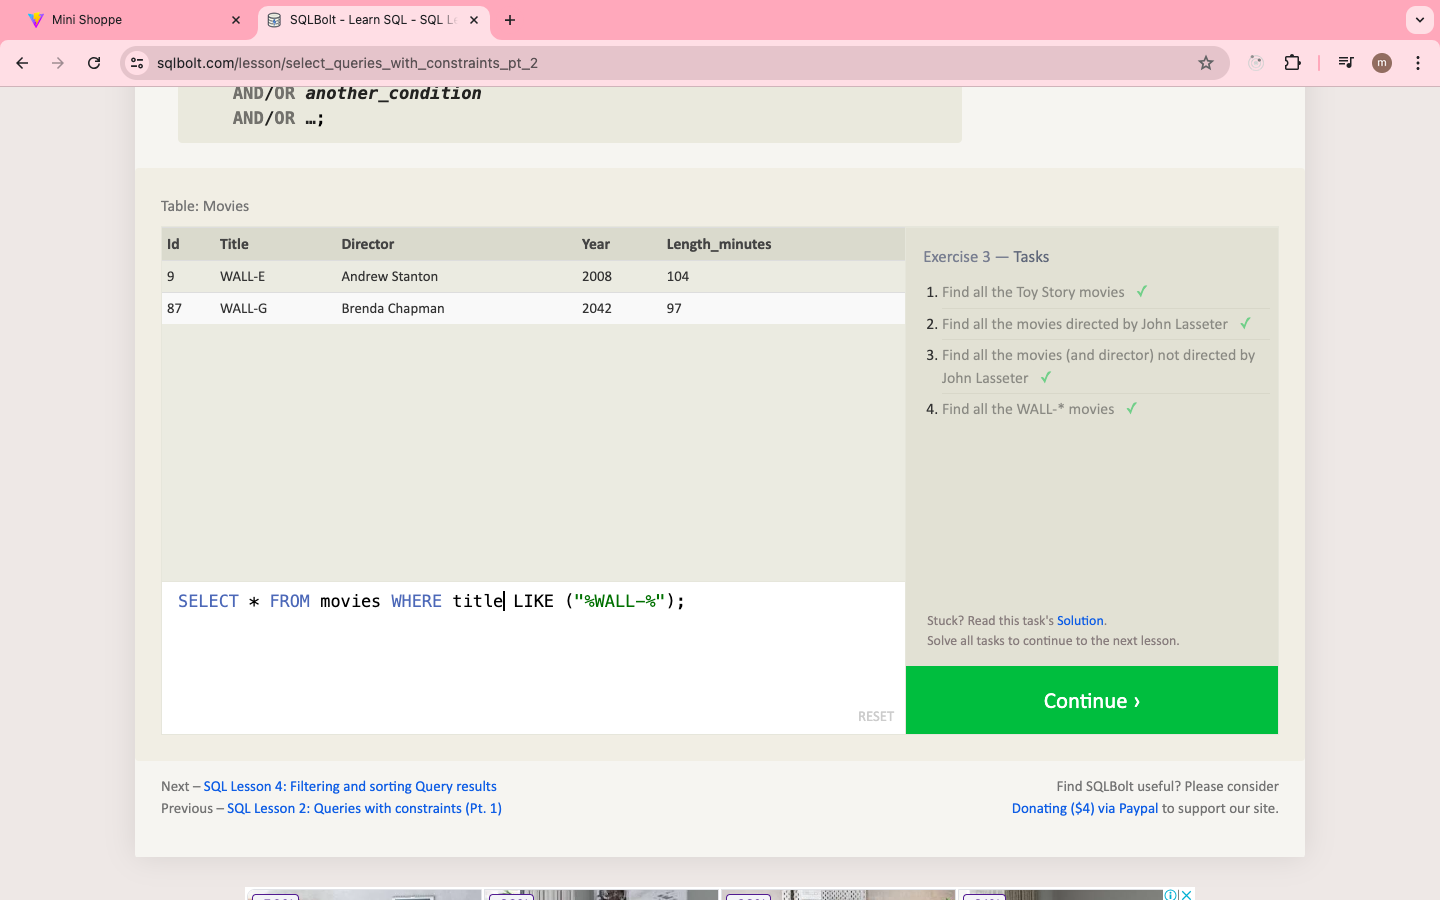 Mini Shoppe
SQLBolt - Learn SQL - SQL Le
sqlbolt.com/lesson/select_queries_with_constraints_pt_2
m
AND/OR another_condition
AND/OR …;
Table: Movies
Id Title Director Year Length_minutes
9 WALL-E Andrew Stanton 2008 104
87 WALL-G Brenda Chapman 2042 97
Exercise 3 — Tasks
1. Find all the Toy Story movies ✓
2. Find all the movies directed by John Lasseter ✓
3. Find all the movies (and director) not directed by
John Lasseter ✓
4. Find all the WALL-* movies ✓
SELECT * FROM movies WHERE title LIKE ("%WALL-%");
RESET
Stuck? Read this task's Solution.
Solve all tasks to continue to the next lesson.
Continue ›
Next – SQL Lesson 4: Filtering and sorting Query results
Previous – SQL Lesson 2: Queries with constraints (Pt. 1)
Find SQLBolt useful? Please consider
Donating ($4) via Paypal to support our site.